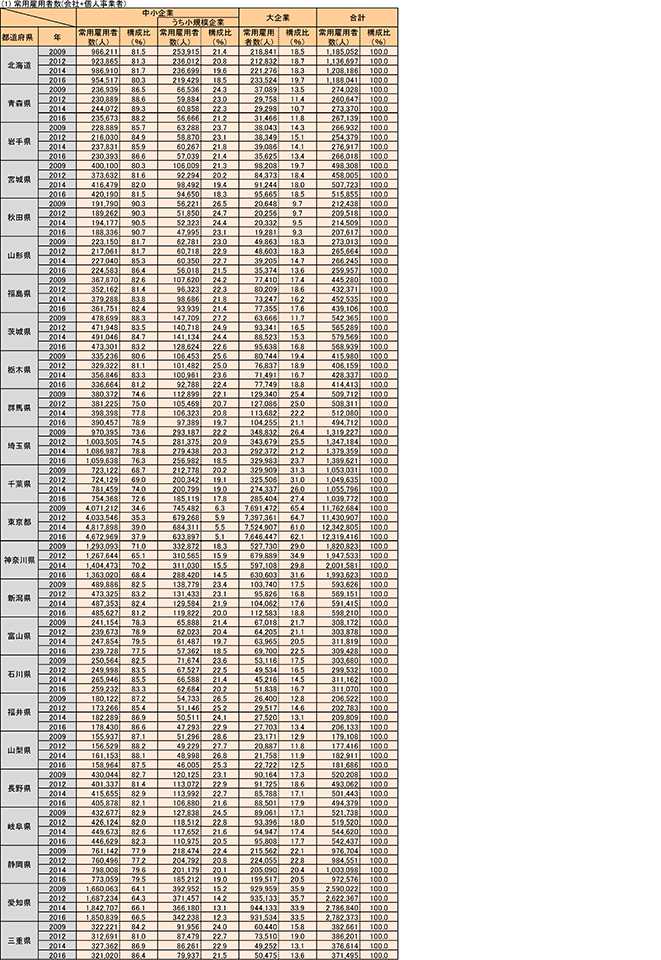 (1) 常用雇用者数(会社+個人事業者)
中小企業 大企業 合計
うち小規模企業
都道府県 年 常用雇用者数(人) 構成比(%) 常用雇用者数(人) 構成比(%) 常用雇用者数(人) 構成比(%) 常用雇用者数(人) 構成比(%)
北海道
2009 966,211 81.5 253,915 21.4 218,841 18.5 1,185,052 100.0
2012 923,865 81.3 236,012 20.8 212,832 18.7 1,136,697 100.0
2014 986,910 81.7 236,699 19.6 221,276 18.3 1,208,186 100.0
2016 954,517 80.3 219,429 18.5 233,524 19.7 1,188,041 100.0
青森県
2009 236,939 86.5 66,536 24.3 37,089 13.5 274,028 100.0
2012 230,889 88.6 59,884 23.0 29,758 11.4 260,647 100.0
2014 244,072 89.3 60,858 22.3 29,298 10.7 273,370 100.0
2016 235,673 88.2 56,666 21.2 31,466 11.8 267,139 100.0
岩手県
2009 228,889 85.7 63,288 23.7 38,043 14.3 266,932 100.0
2012 216,030 84.9 58,870 23.1 38,349 15.1 254,379 100.0
2014 237,831 85.9 60,267 21.8 39,086 14.1 276,917 100.0
2016 230,393 86.6 57,039 21.4 35,625 13.4 266,018 100.0
宮城県
2009 400,100 80.3 106,009 21.3 98,208 19.7 498,308 100.0
2012 373,632 81.6 92,294 20.2 84,373 18.4 458,005 100.0
2014 416,479 82.0 98,492 19.4 91,244 18.0 507,723 100.0
2016 420,190 81.5 94,650 18.3 95,665 18.5 515,855 100.0
秋田県
2009 191,790 90.3 56,221 26.5 20,648 9.7 212,438 100.0
2012 189,262 90.3 51,850 24.7 20,256 9.7 209,518 100.0
2014 194,177 90.5 52,323 24.4 20,332 9.5 214,509 100.0
2016 188,336 90.7 47,995 23.1 19,281 9.3 207,617 100.0
山形県
2009 223,150 81.7 62,781 23.0 49,863 18.3 273,013 100.0
2012 217,061 81.7 60,718 22.9 48,603 18.3 265,664 100.0
2014 227,040 85.3 60,350 22.7 39,205 14.7 266,245 100.0
2016 224,583 86.4 56,018 21.5 35,374 13.6 259,957 100.0
福島県
2009 367,870 82.6 107,620 24.2 77,410 17.4 445,280 100.0
2012 352,162 81.4 96,323 22.3 80,209 18.6 432,371 100.0
2014 379,288 83.8 98,686 21.8 73,247 16.2 452,535 100.0
2016 361,751 82.4 93,939 21.4 77,355 17.6 439,106 100.0
茨城県
2009 478,699 88.3 147,709 27.2 63,666 11.7 542,365 100.0
2012 471,948 83.5 140,718 24.9 93,341 16.5 565,289 100.0
2014 491,046 84.7 141,134 24.4 88,523 15.3 579,569 100.0
2016 473,301 83.2 128,624 22.6 95,638 16.8 568,939 100.0
栃木県
2009 335,236 80.6 106,453 25.6 80,744 19.4 415,980 100.0
2012 329,322 81.1 101,482 25.0 76,837 18.9 406,159 100.0
2014 356,846 83.3 100,961 23.6 71,491 16.7 428,337 100.0
2016 336,664 81.2 92,788 22.4 77,749 18.8 414,413 100.0
群馬県
2009 380,372 74.6 112,899 22.1 129,340 25.4 509,712 100.0
2012 381,225 75.0 105,469 20.7 127,086 25.0 508,311 100.0
2014 398,398 77.8 106,323 20.8 113,682 22.2 512,080 100.0
2016 390,457 78.9 97,389 19.7 104,255 21.1 494,712 100.0
埼玉県
2009 970,395 73.6 293,187 22.2 348,832 26.4 1,319,227 100.0
2012 1,003,505 74.5 281,375 20.9 343,679 25.5 1,347,184 100.0
2014 1,086,987 78.8 279,438 20.3 292,372 21.2 1,379,359 100.0
2016 1,059,638 76.3 256,982 18.5 329,983 23.7 1,389,621 100.0
千葉県
2009 723,122 68.7 212,778 20.2 329,909 31.3 1,053,031 100.0
2012 724,129 69.0 200,342 19.1 325,506 31.0 1,049,635 100.0
2014 781,459 74.0 200,799 19.0 274,337 26.0 1,055,796 100.0
2016 754,368 72.6 185,119 17.8 285,404 27.4 1,039,772 100.0
東京都
2009 4,071,212 34.6 745,482 6.3 7,691,472 65.4 11,762,684 100.0
2012 4,033,546 35.3 679,268 5.9 7,397,361 64.7 11,430,907 100.0
2014 4,817,898 39.0 684,311 5.5 7,524,907 61.0 12,342,805 100.0
2016 4,672,969 37.9 633,897 5.1 7,646,447 62.1 12,319,416 100.0
神奈川県
2009 1,293,093 71.0 332,872 18.3 527,730 29.0 1,820,823 100.0
2012 1,267,644 65.1 310,565 15.9 679,889 34.9 1,947,533 100.0
2014 1,404,473 70.2 311,030 15.5 597,108 29.8 2,001,581 100.0
2016 1,363,020 68.4 288,420 14.5 630,603 31.6 1,993,623 100.0
新潟県
2009 489,886 82.5 138,779 23.4 103,740 17.5 593,626 100.0
2012 473,325 83.2 131,433 23.1 95,826 16.8 569,151 100.0
2014 487,353 82.4 129,584 21.9 104,062 17.6 591,415 100.0
2016 485,627 81.2 119,822 20.0 112,583 18.8 598,210 100.0
富山県
2009 241,154 78.3 65,888 21.4 67,018 21.7 308,172 100.0
2012 239,673 78.9 62,023 20.4 64,205 21.1 303,878 100.0
2014 247,854 79.5 61,487 19.7 63,965 20.5 311,819 100.0
2016 239,728 77.5 57,362 18.5 69,700 22.5 309,428 100.0
石川県
2009 250,564 82.5 71,674 23.6 53,116 17.5 303,680 100.0
2012 249,998 83.5 67,527 22.5 49,534 16.5 299,532 100.0
2014 265,946 85.5 66,588 21.4 45,216 14.5 311,162 100.0
2016 259,232 83.3 62,684 20.2 51,838 16.7 311,070 100.0
福井県
2009 180,122 87.2 54,733 26.5 26,400 12.8 206,522 100.0
2012 173,266 85.4 51,146 25.2 29,517 14.6 202,783 100.0
2014 182,289 86.9 50,511 24.1 27,520 13.1 209,809 100.0
2016 178,430 86.6 47,293 22.9 27,703 13.4 206,133 100.0
山梨県
2009 155,937 87.1 51,296 28.6 23,171 12.9 179,108 100.0
2012 156,529 88.2 49,229 27.7 20,887 11.8 177,416 100.0
2014 161,153 88.1 48,998 26.8 21,758 11.9 182,911 100.0
2016 158,964 87.5 46,005 25.3 22,722 12.5 181,686 100.0
長野県
2009 430,044 82.7 120,125 23.1 90,164 17.3 520,208 100.0
2012 401,337 81.4 113,072 22.9 91,725 18.6 493,062 100.0
2014 415,655 82.9 113,992 22.7 85,788 17.1 501,443 100.0
2016 405,878 82.1 106,880 21.6 88,501 17.9 494,379 100.0
岐阜県
2009 432,677 82.9 127,838 24.5 89,061 17.1 521,738 100.0
2012 426,124 82.0 118,512 22.8 93,396 18.0 519,520 100.0
2014 449,673 82.6 117,652 21.6 94,947 17.4 544,620 100.0
2016 446,629 82.3 110,975 20.5 95,808 17.7 542,437 100.0
静岡県
2009 761,142 77.9 218,474 22.4 215,562 22.1 976,704 100.0
2012 760,496 77.2 204,792 20.8 224,055 22.8 984,551 100.0
2014 798,008 79.6 201,179 20.1 205,090 20.4 1,003,098 100.0
2016 773,059 79.5 185,212 19.0 199,517 20.5 972,576 100.0
愛知県
2009 1,660,063 64.1 392,952 15.2 929,959 35.9 2,590,022 100.0
2012 1,687,234 64.3 371,457 14.2 935,133 35.7 2,622,367 100.0
2014 1,842,707 66.1 366,180 13.1 944,133 33.9 2,786,840 100.0
2016 1,850,839 66.5 342,238 12.3 931,534 33.5 2,782,373 100.0
三重県
2009 322,221 84.2 91,956 24.0 60,440 15.8 382,661 100.0
2012 312,691 81.0 87,479 22.7 73,510 19.0 386,201 100.0
2014 327,362 86.9 86,261 22.9 49,252 13.1 376,614 100.0
2016 321,020 86.4 79,937 21.5 50,475 13.6 371,495 100.0